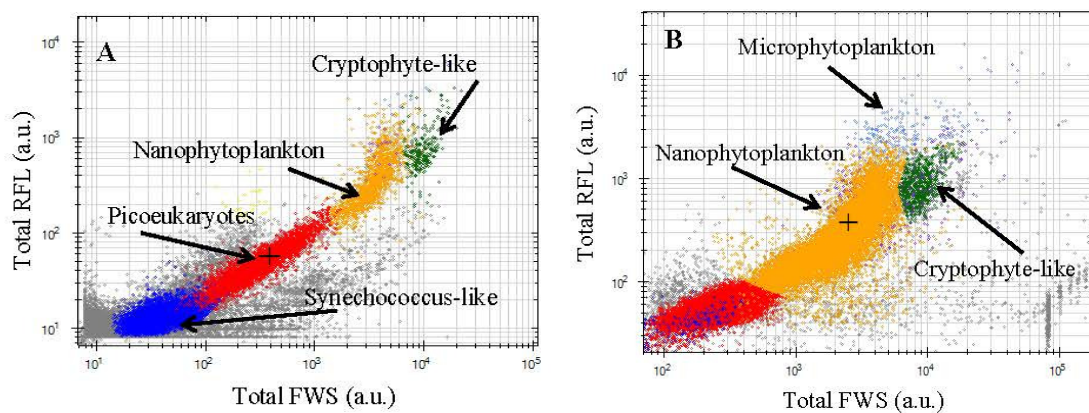 A
Cryptophyte-like
Nanophytoplankton
Picoeukaryotes
Synechococcus-like
10⁴
10³
10²
10¹
Total RFL (a.u.)
10¹
10²
10³
10⁴
10⁵
Total FWS (a.u.)
B
Microphytoplankton
Nanophytoplankton
Cryptophyte-like
10⁴
10³
10²
Total RFL (a.u.)
10²
10³
10⁴
10⁵
Total FWS (a.u.)